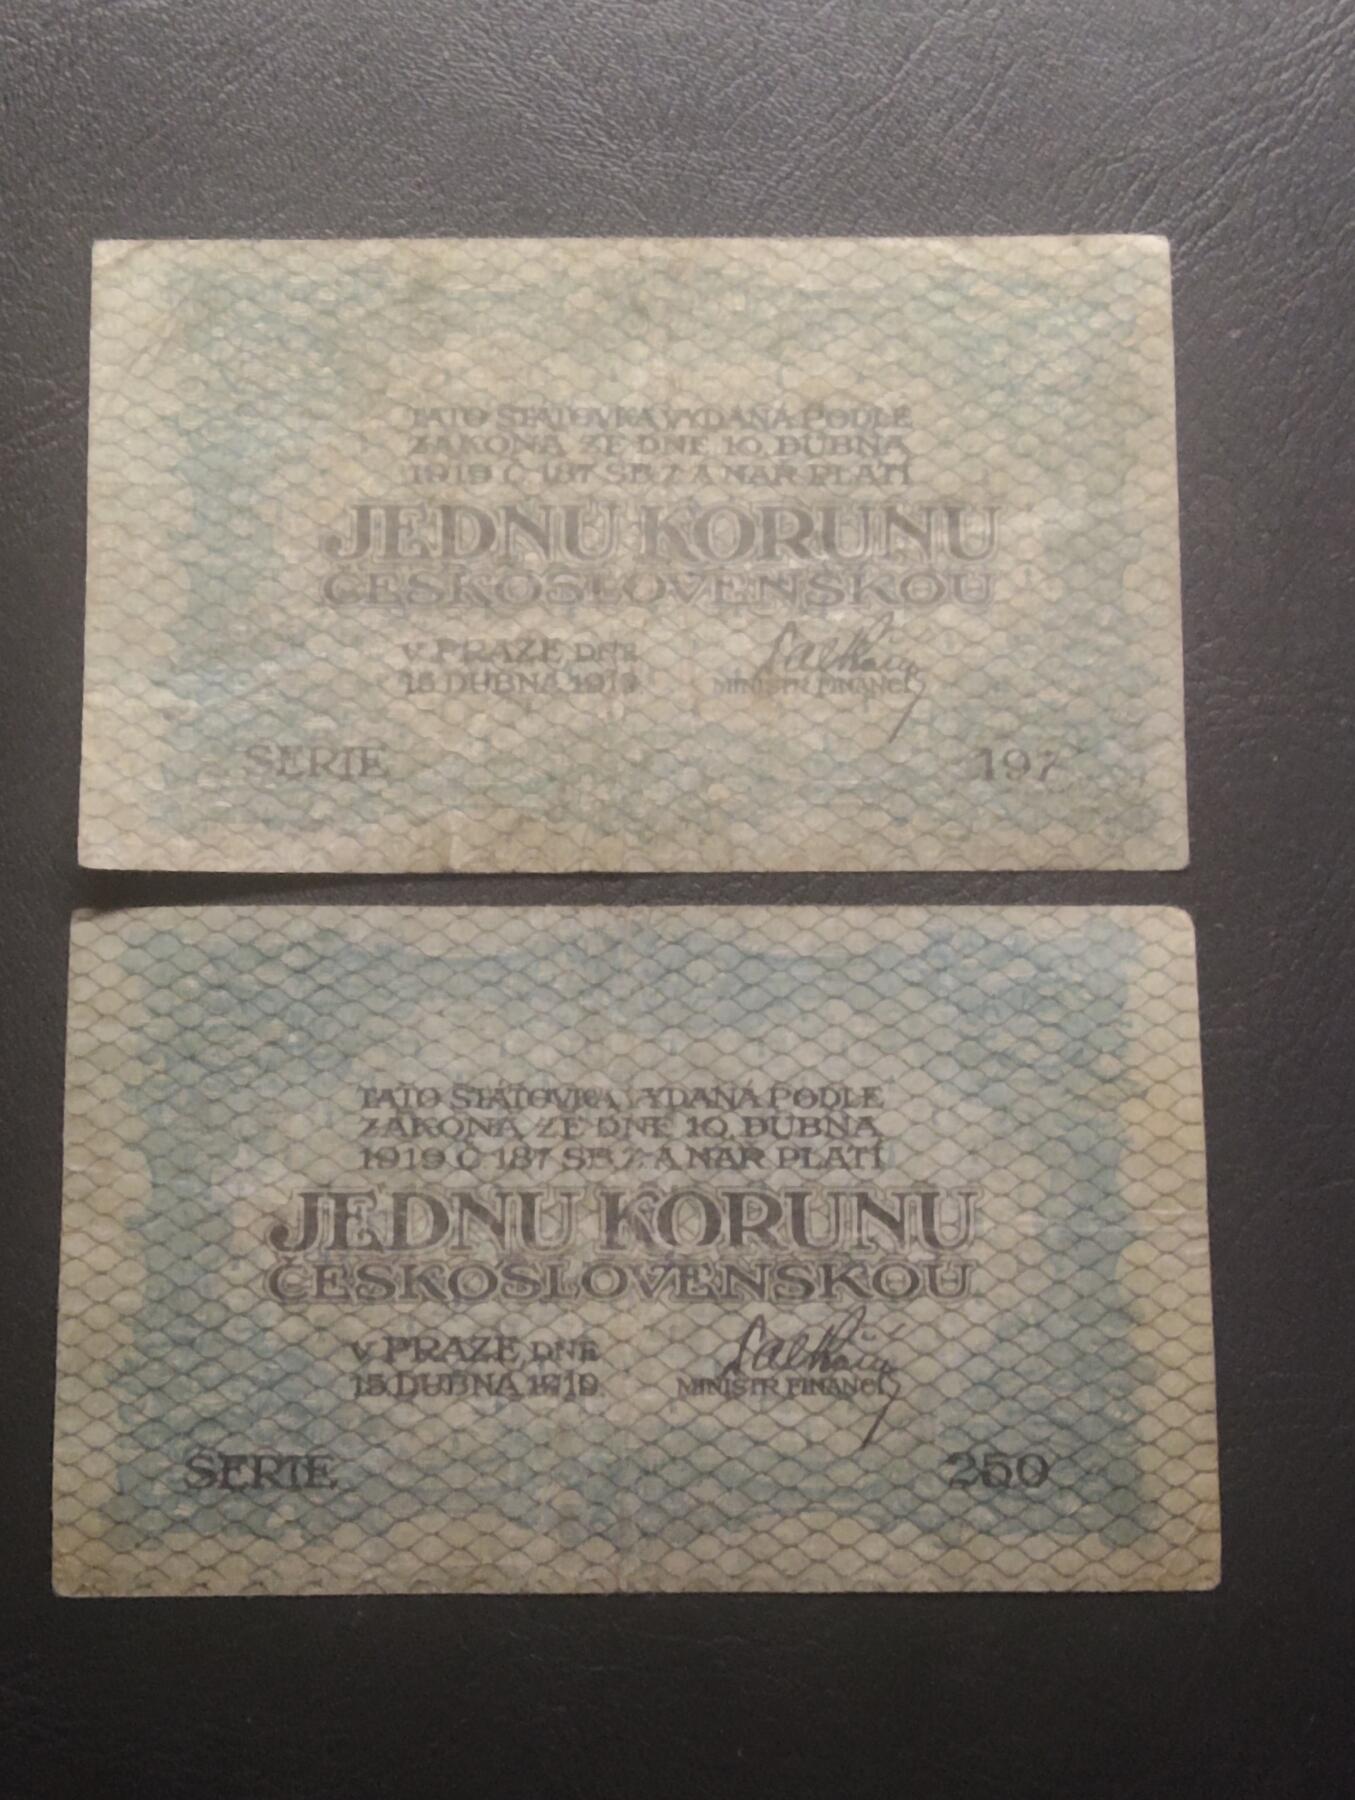 TATO STÁTOVKA VYDANÁ PODLE
ZÁKONA ZE DNE 10. DUBNA
1919 Č 187 SB. Z. A NAŘ. PLATÍ
JEDNU KORUNU
ČESKOSLOVENSKOU
V PRAZE, DNE
15. DUBNA 1919.
MINISTR FINANCÍ
SERIE 197
TATO STÁTOVKA VYDANÁ PODLE
ZÁKONA ZE DNE 10. DUBNA
1919 Č 187 SB. Z. A NAŘ. PLATÍ
JEDNU KORUNU
ČESKOSLOVENSKOU
V PRAZE, DNE
15. DUBNA 1919.
MINISTR FINANCÍ
SERIE 250